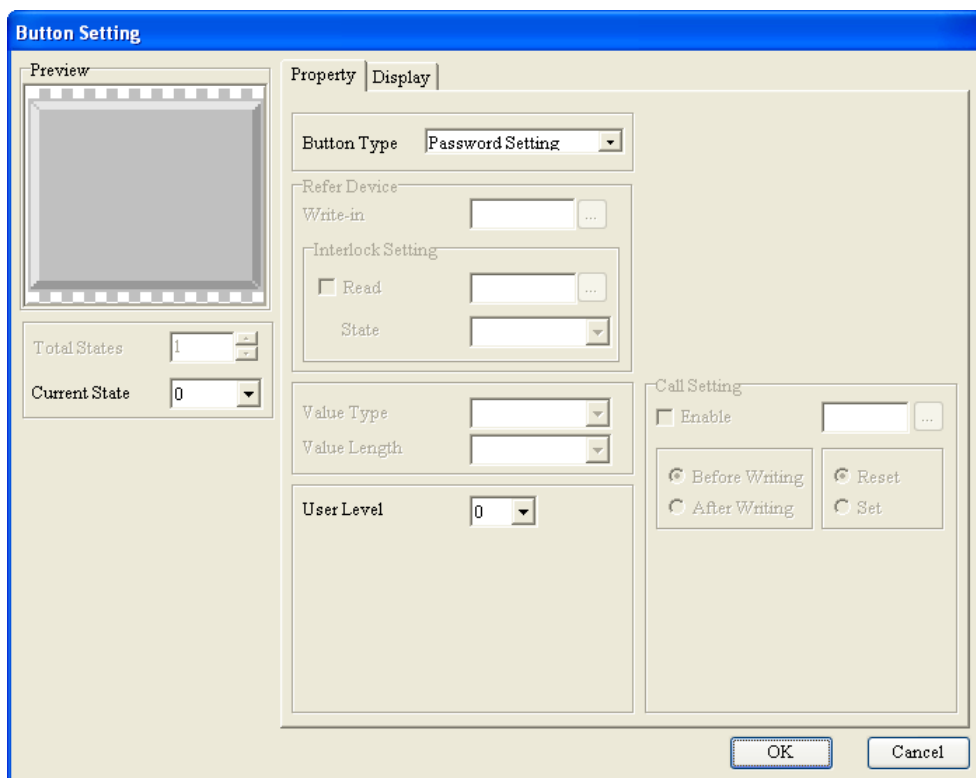 Button Setting
Preview
Total States 1
Current State 0
Property Display
Button Type Password Setting
Refer Device
Write-in ...
Interlock Setting
Read ...
State
Value Type
Value Length
User Level 0
Call Setting
Enable ...
Before Writing Reset
After Writing Set
OK Cancel